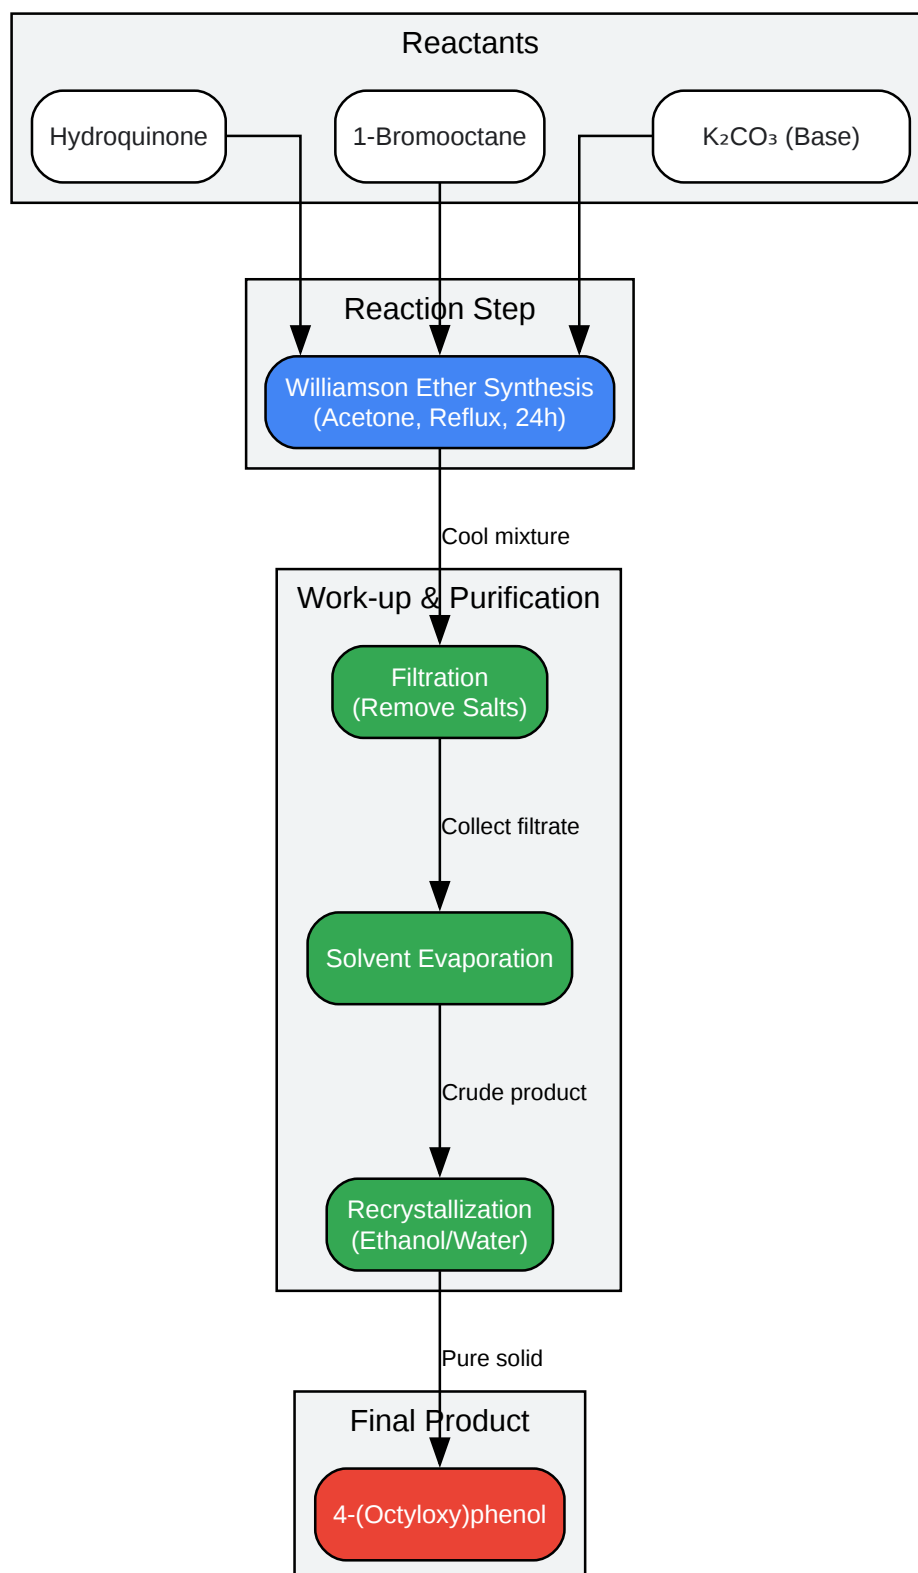 Reactants
Hydroquinone
1-Bromooctane
K₂CO₃ (Base)
Reaction Step
Williamson Ether Synthesis
(Acetone, Reflux, 24h)
Cool mixture
Work-up & Purification
Filtration
(Remove Salts)
Collect filtrate
Solvent Evaporation
Crude product
Recrystallization
(Ethanol/Water)
Pure solid
Final Product
4-(Octyloxy)phenol